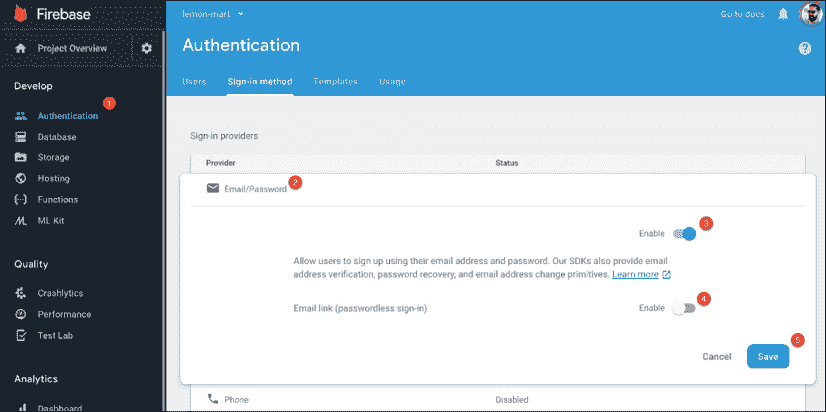 Firebase
lemon-mart
Go to docs
Project Overview
Authentication
?
Users
Sign-in method
Templates
Usage
Develop
1
Authentication
Database
Storage
Hosting
Functions
ML Kit
Quality
Crashlytics
Performance
Test Lab
Analytics
Dashboard
Sign-in providers
Provider
Status
Email/Password
2
Enable
3
Allow users to sign up using their email address and password. Our SDKs also provide email
address verification, password recovery, and email address change primitives. Learn more
Email link (passwordless sign-in)
Enable
4
Cancel
Save
5
Phone
Disabled